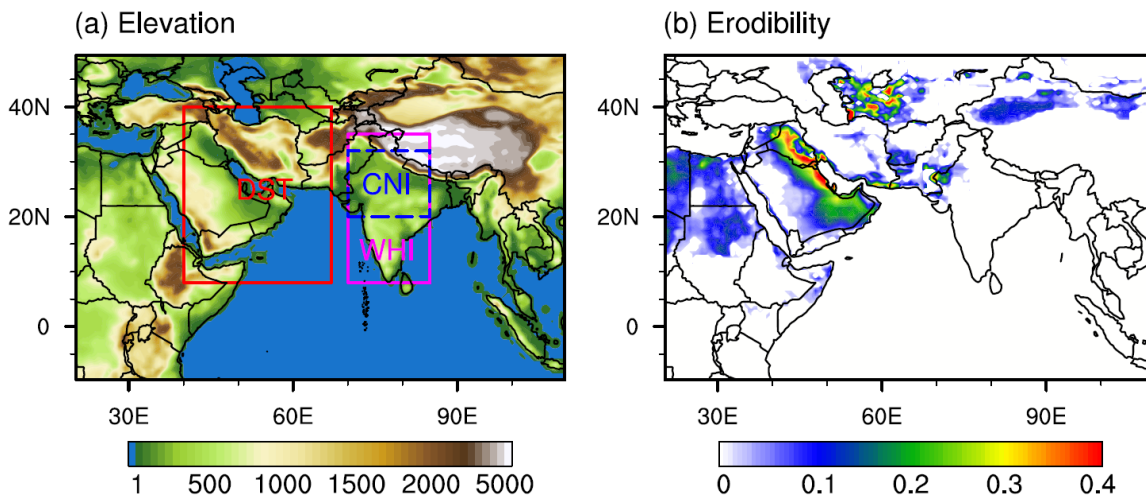 (a) Elevation
(b) Erodibility
40N
20N
0
30E
60E
90E
DST
CNI
WHI
1
500
1000
1500
2000
5000
40N
20N
0
30E
60E
90E
0
0.1
0.2
0.3
0.4